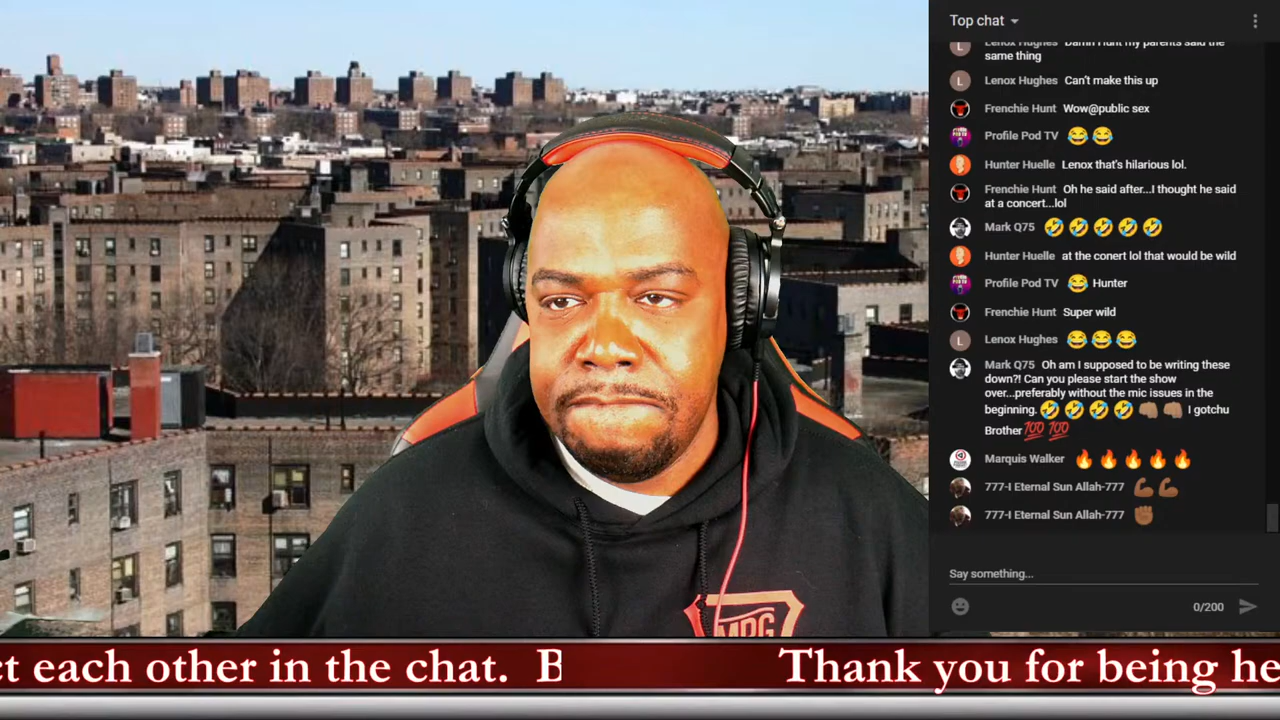 Top chat
Lenox Hughes Damn Hunt my parents said the
same thing
L Lenox Hughes Can't make this up
Frenchie Hunt Wow@public sex
Profile Pod TV 😂😂
Hunter Huelle Lenox that's hilarious lol.
Frenchie Hunt Oh he said after...I thought he said
at a concert...lol
Mark Q75 🤣🤣🤣🤣🤣
Hunter Huelle at the conert lol that would be wild
Profile Pod TV 😂 Hunter
Frenchie Hunt Super wild
L Lenox Hughes 😂😂😂
Mark Q75 Oh am I supposed to be writing these
down?! Can you please start the show
over...preferably without the mic issues in the
beginning. 🤣🤣🤣🤣👊🏽👊🏽 I gotchu
Brother💯💯
Marquis Walker 🔥🔥🔥🔥🔥
777-I Eternal Sun Allah-777 💪🏾💪🏾
777-I Eternal Sun Allah-777 ✊🏾
Say something...
0/200
MPG
ct each other in the chat. B Thank you for being he